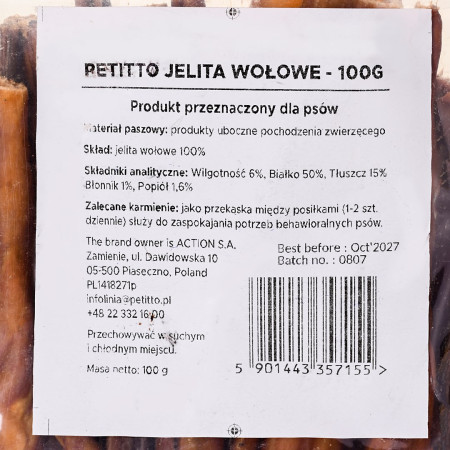 PETITTO JELITA WOŁOWE - 100G
Produkt przeznaczony dla psów
Materiał paszowy: produkty uboczne pochodzenia zwierzęcego
Skład: jelita wołowe 100%
Składniki analityczne: Wilgotność 6%, Białko 50%, Tłuszcz 15%
Błonnik 1%, Popiół 1,6%
Zalecane karmienie: jako przekąska między posiłkami (1-2 szt.
dziennie) służy do zaspokajania potrzeb behawioralnych psów.
The brand owner is ACTION S.A.
Zamienie, ul. Dawidowska 10
05-500 Piaseczno, Poland
PL1418271p
infolinia@petitto.pl
+48 22 332 16 00
Przechowywać w suchym
i chłodnym miejscu.
Masa netto: 100 g
Best before : Oct'2027
Batch no. : 0807
5 901443 357155 >